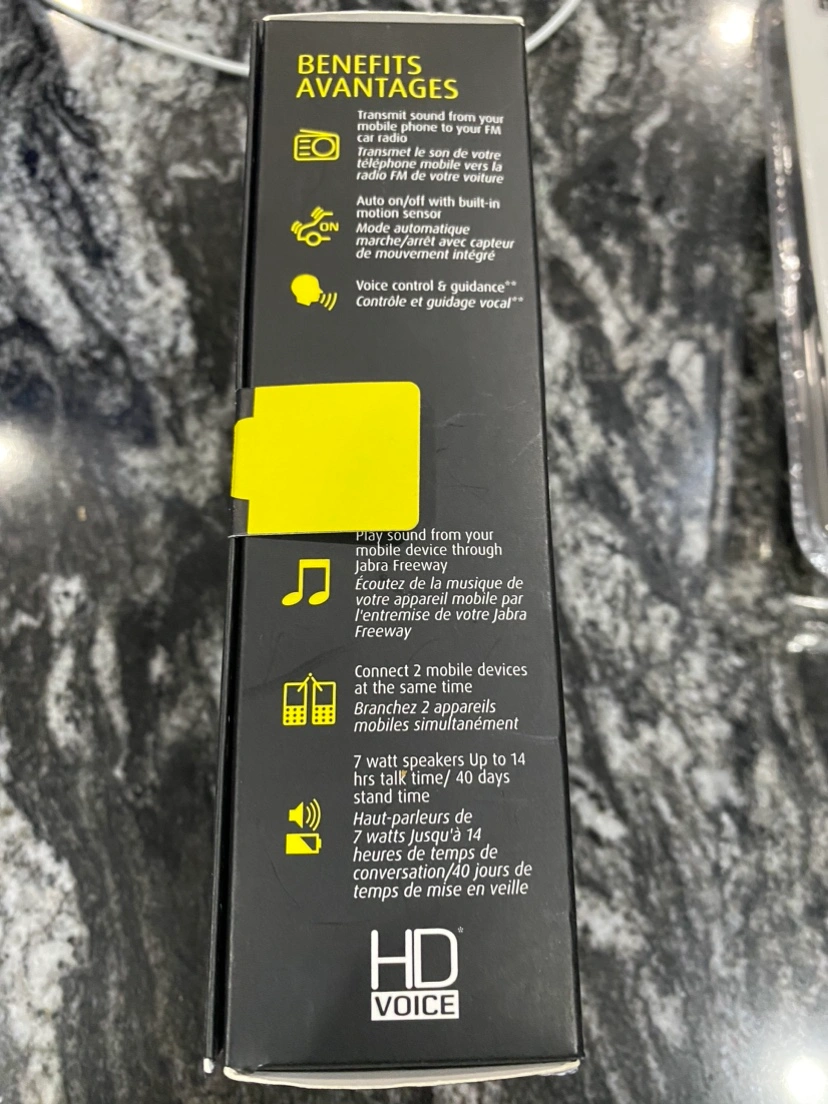 BENEFITS
AVANTAGES
Transmit sound from your
mobile phone to your FM
car radio
Transmet le son de votre
téléphone mobile vers la
radio FM de votre voiture
ON
Auto on/off with built-in
motion sensor
Mode automatique
marche/arrêt avec capteur
de mouvement intégré
Voice control & guidance**
Contrôle et guidage vocal**
Play sound from your
mobile device through
Jabra Freeway
Écoutez de la musique de
votre appareil mobile par
l'entremise de votre Jabra
Freeway
Connect 2 mobile devices
at the same time
Branchez 2 appareils
mobiles simultanément
7 watt speakers Up to 14
hrs talk time/ 40 days
stand time
Haut-parleurs de
7 watts Jusqu'à 14
heures de temps de
conversation/40 jours de
temps de mise en veille
HD*
VOICE